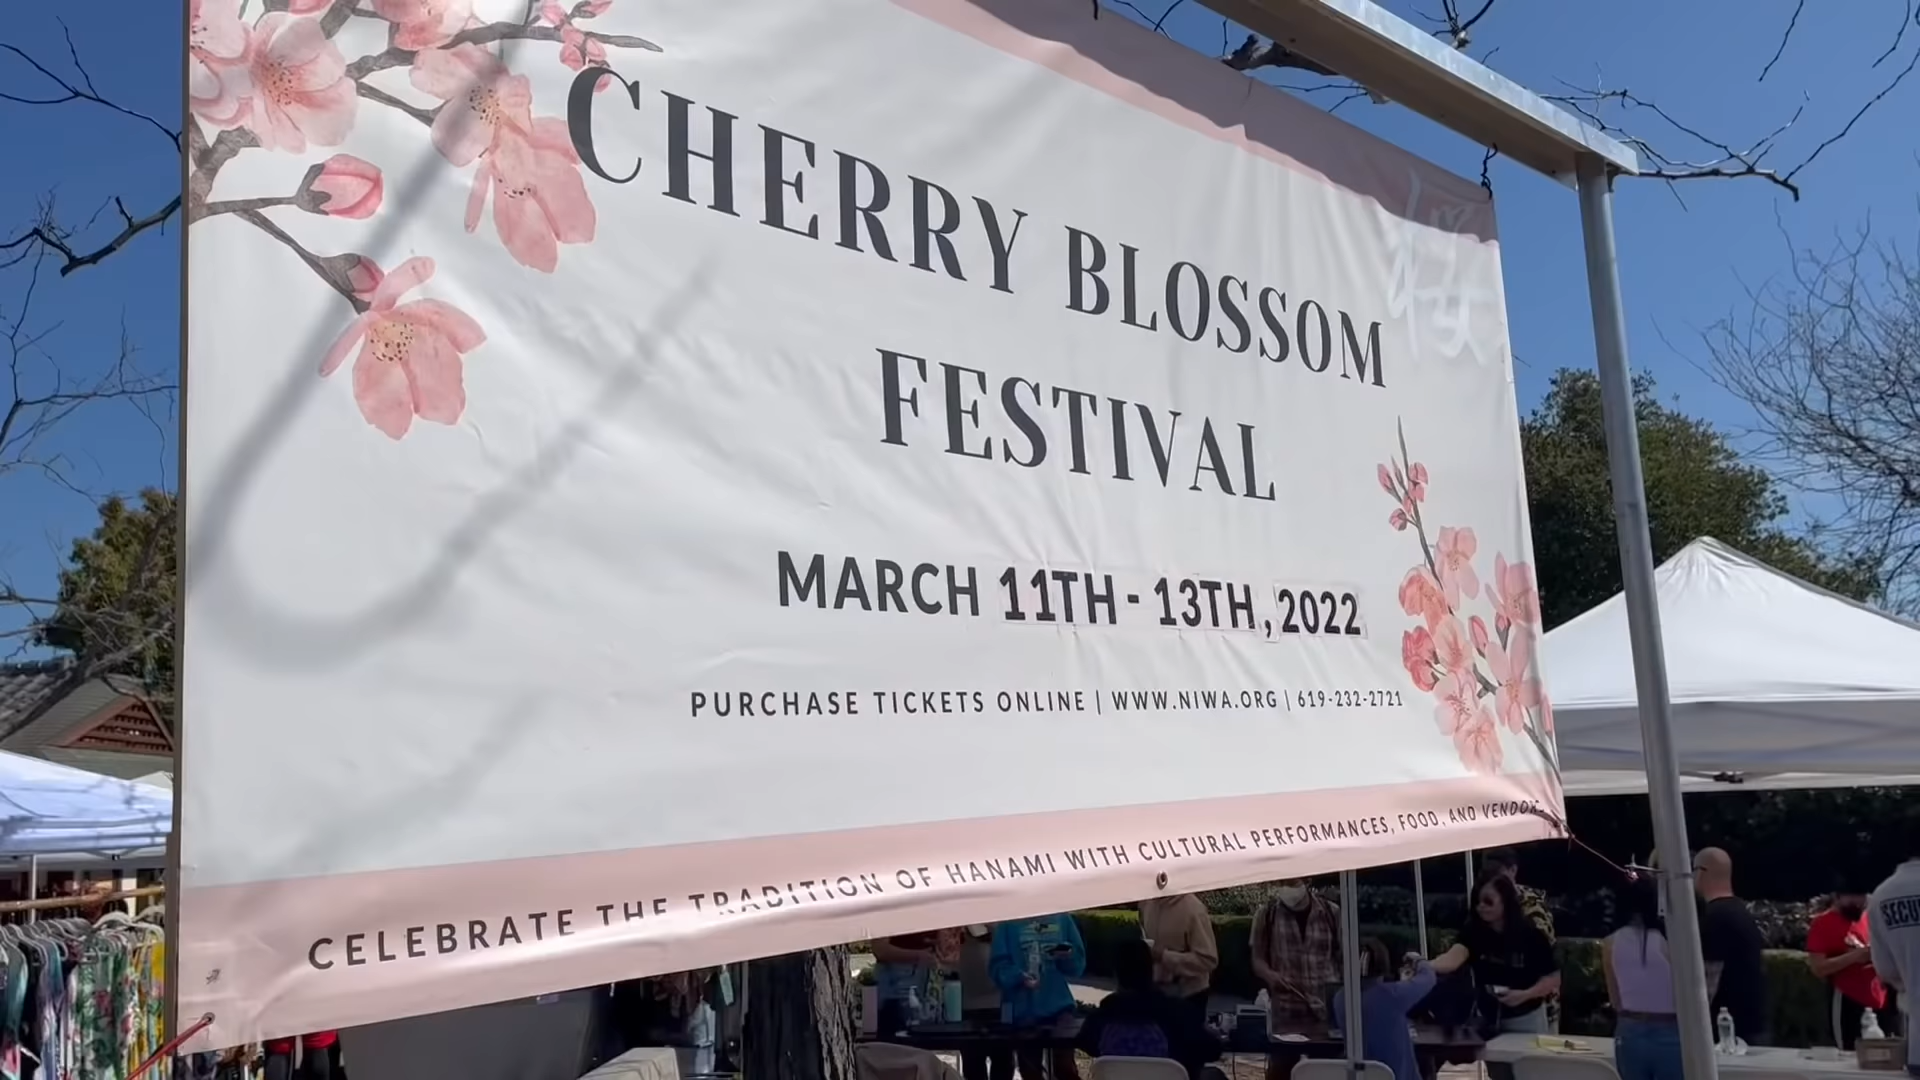 CHERRY BLOSSOM
FESTIVAL
MARCH 11TH - 13TH, 2022
PURCHASE TICKETS ONLINE | WWW.NIWA.ORG | 619-232-2721
CELEBRATE THE TRADITION OF HANAMI WITH CULTURAL PERFORMANCES, FOOD, AND